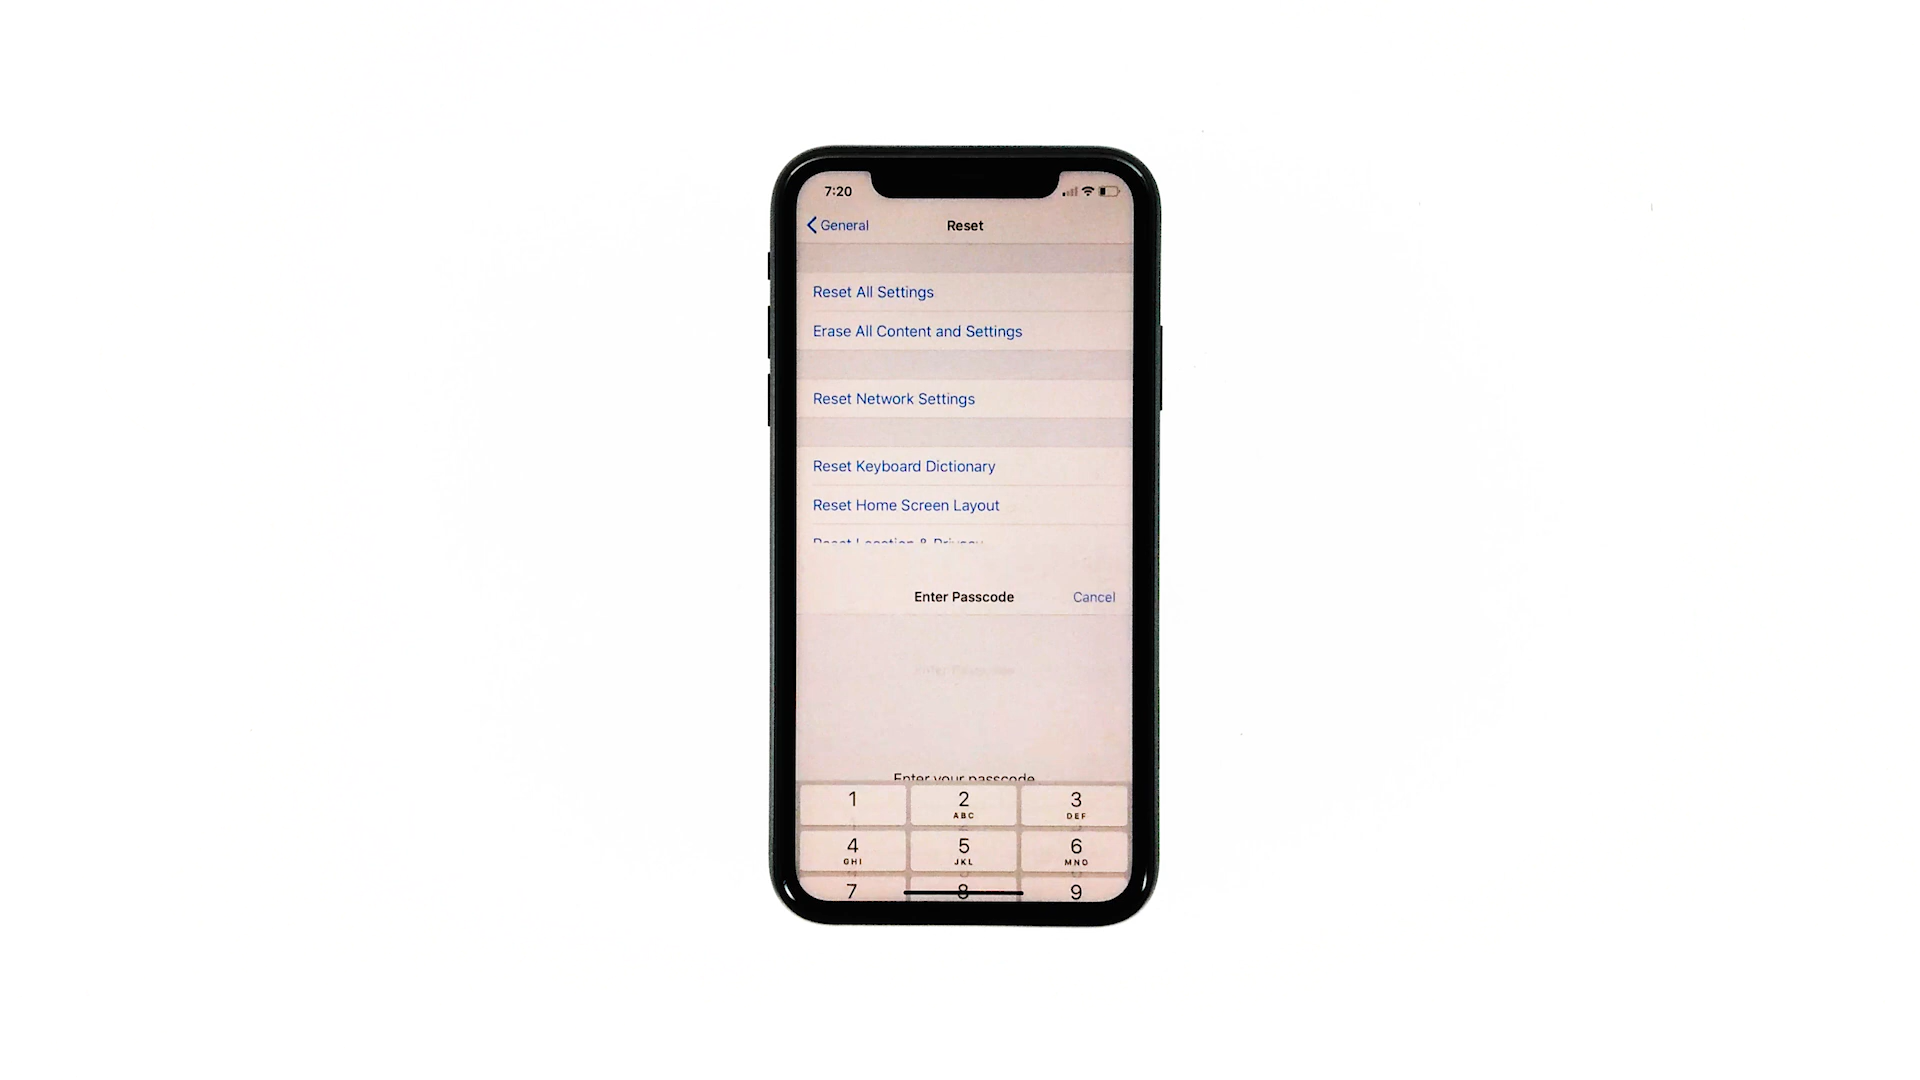 7:20
General
Reset
Reset All Settings
Erase All Content and Settings
Reset Network Settings
Reset Keyboard Dictionary
Reset Home Screen Layout
Reset Location & Privacy
Enter Passcode
Cancel
Enter your passcode
1 2 3
ABC DEF
4 5 6
GHI JKL MNO
7 8 9